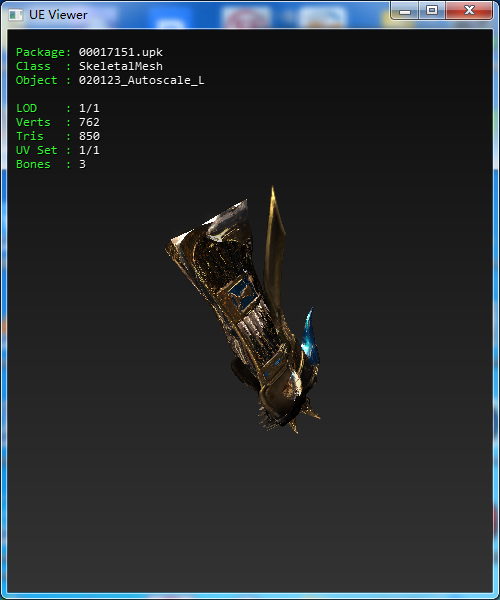 UE Viewer
Package: 00017151.upk
Class : SkeletalMesh
Object : 020123_Autoscale_L
LOD : 1/1
Verts : 762
Tris : 850
UV Set : 1/1
Bones : 3